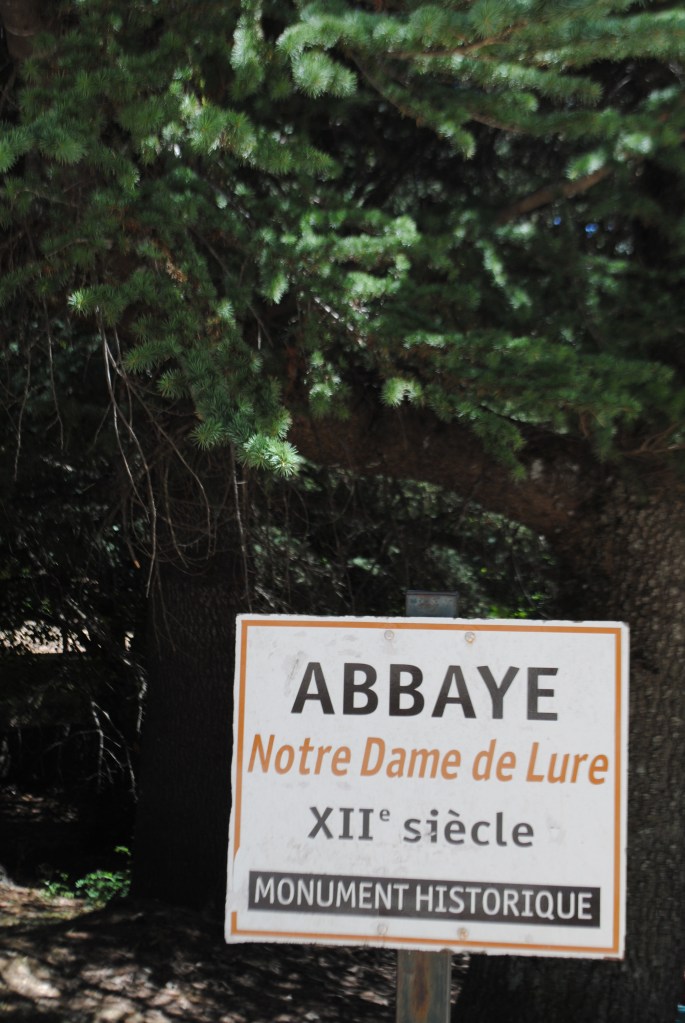 ABBAYE
Notre Dame de Lure
XIIe siècle
MONUMENT HISTORIQUE